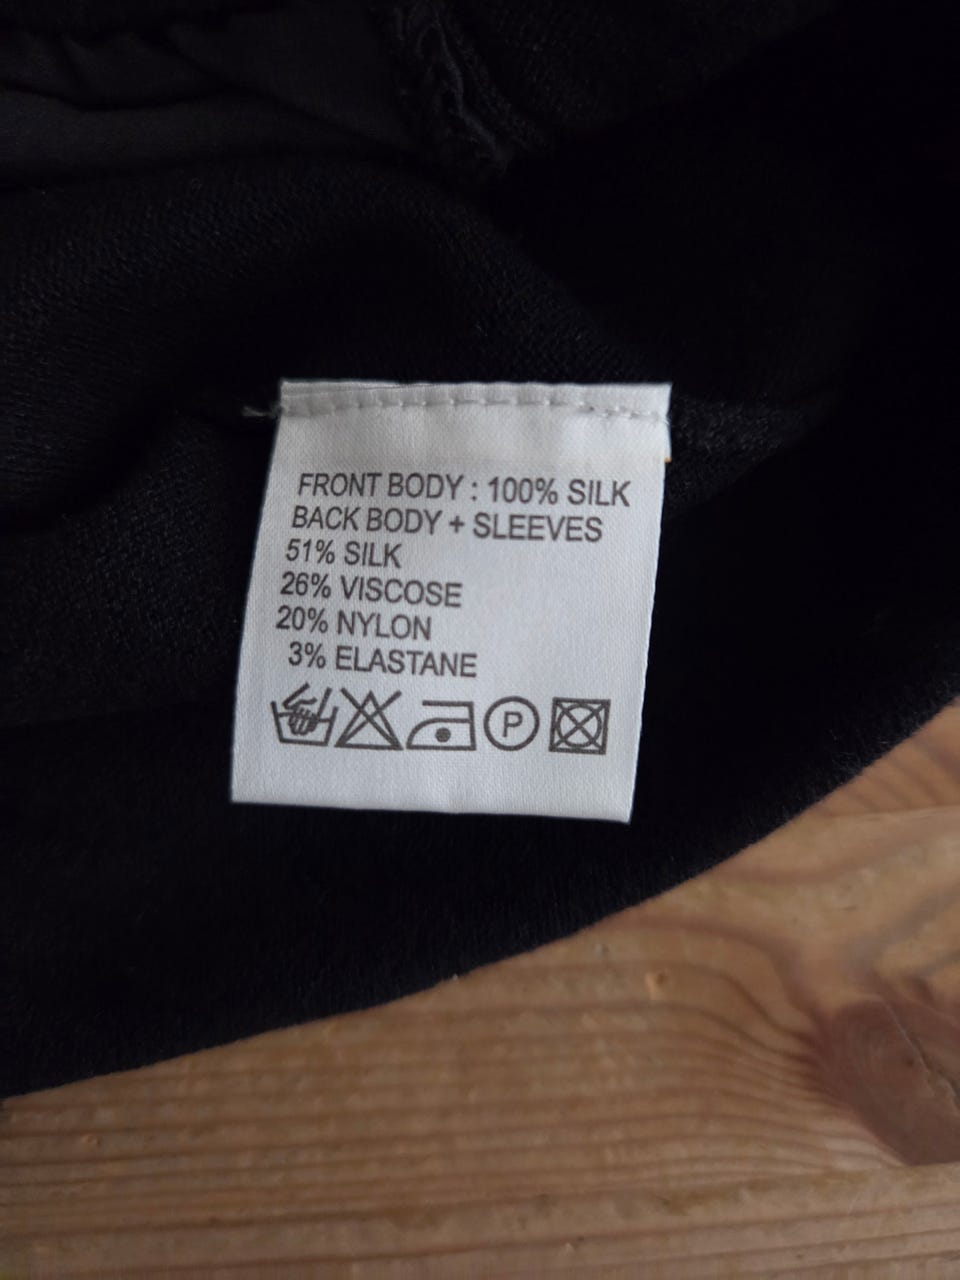 FRONT BODY : 100% SILK
BACK BODY + SLEEVES
51% SILK
26% VISCOSE
20% NYLON
3% ELASTANE
P